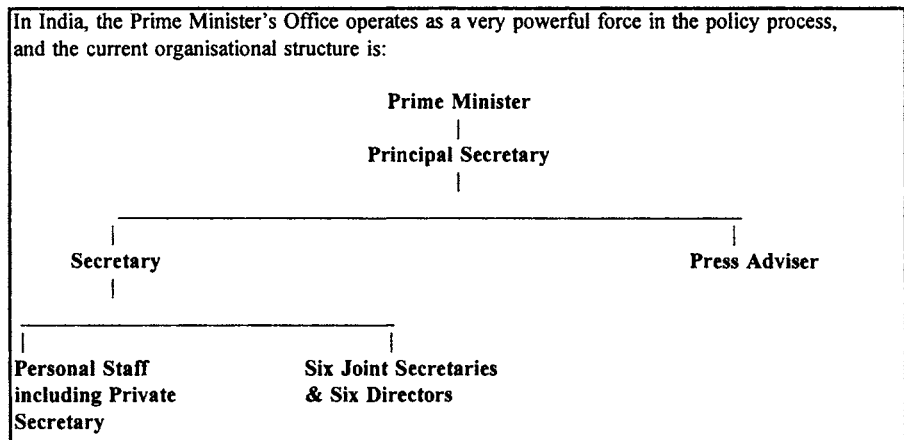 In India, the Prime Minister's Office operates as a very powerful force in the policy process,
and the current organisational structure is:
Prime Minister
Principal Secretary
Secretary
Press Adviser
Personal Staff
including Private
Secretary
Six Joint Secretaries
& Six Directors